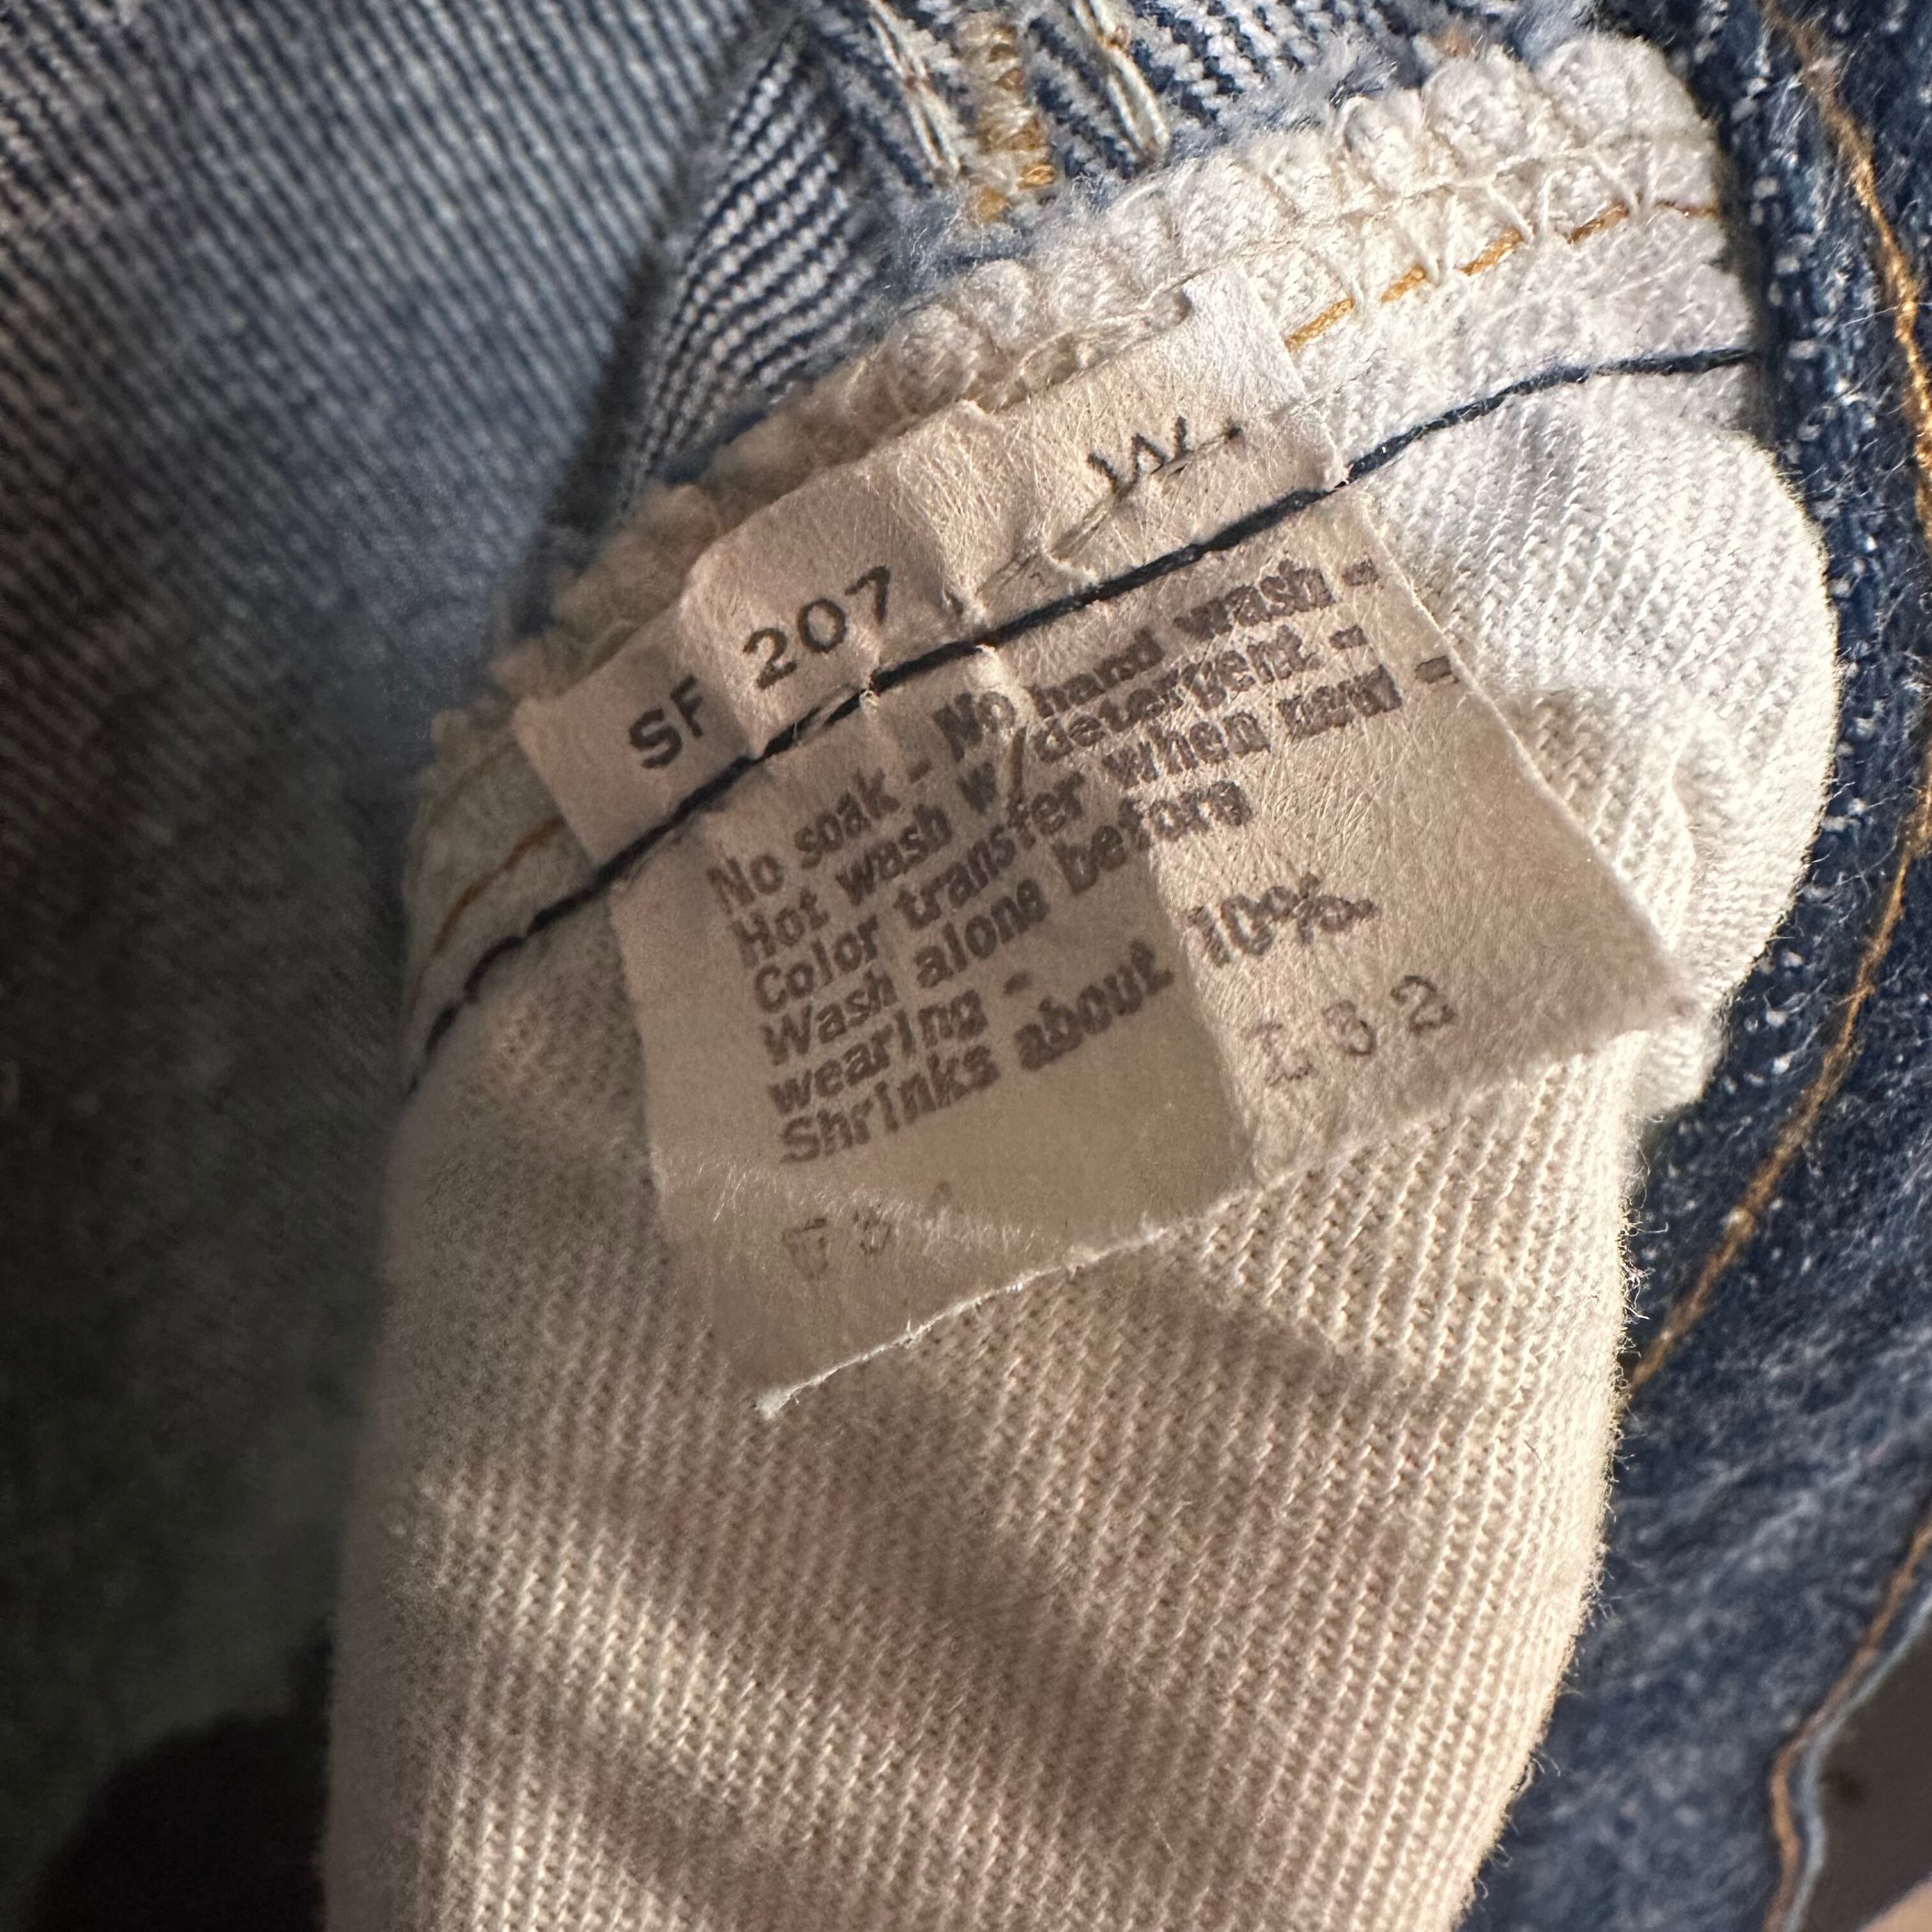 SF 207 W
No soak - No hand wash -
Hot wash w/detergent -
Color transfer when new -
Wash alone before
wearing -
Shrinks about 10%.